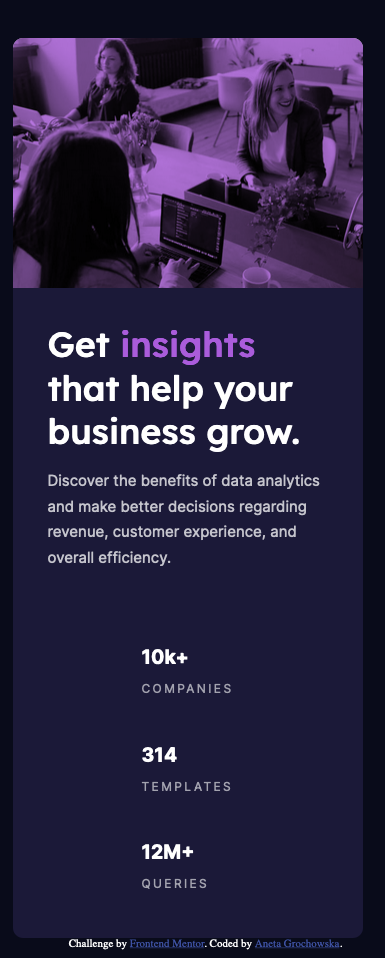 Get insights
that help your
business grow.
Discover the benefits of data analytics
and make better decisions regarding
revenue, customer experience, and
overall efficiency.
10k+
COMPANIES
314
TEMPLATES
12M+
QUERIES
Challenge by Frontend Mentor. Coded by Aneta Grochowska.